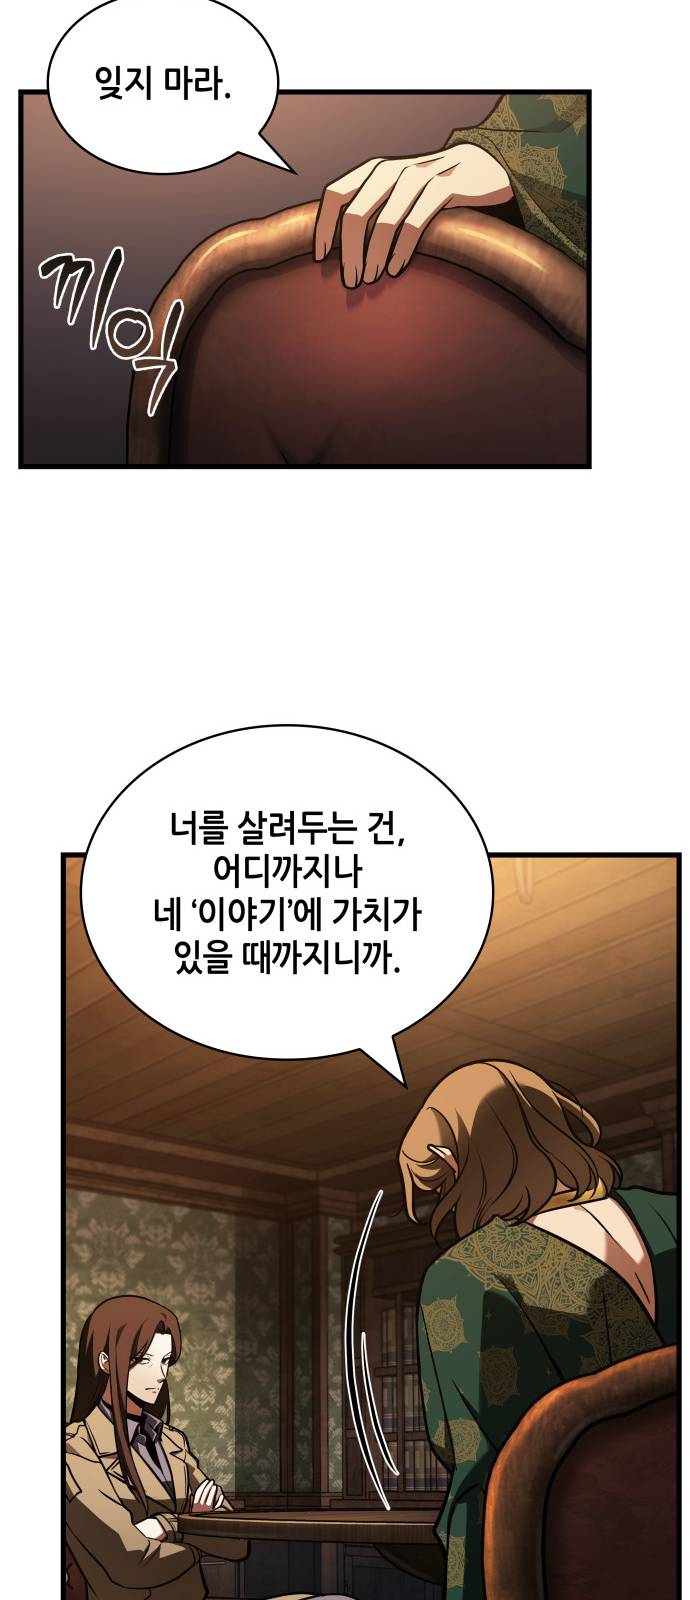 잊지 마라.
끼익
너를 살려두는 건,
어디까지나
네 ‘이야기’에 가치가
있을 때까지니까.